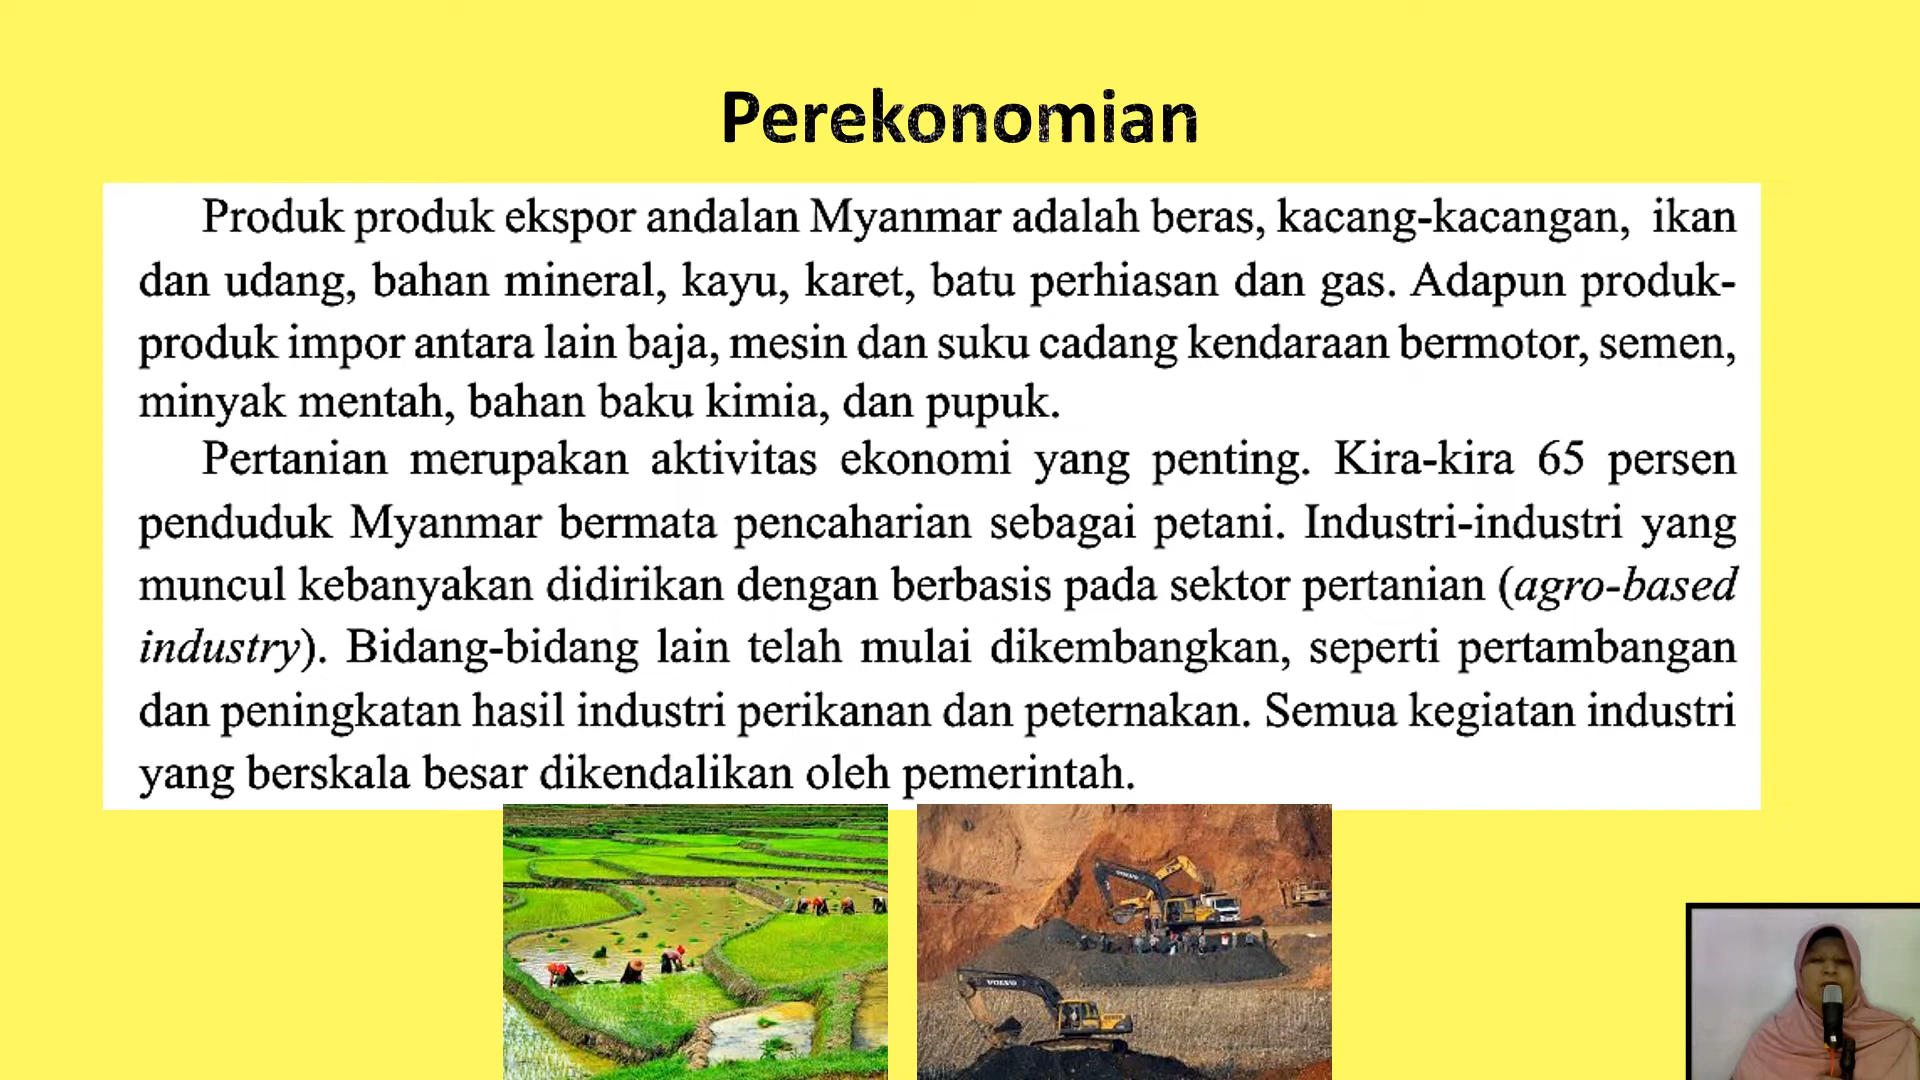 Perekonomian
Produk produk ekspor andalan Myanmar adalah beras, kacang-kacangan, ikan
dan udang, bahan mineral, kayu, karet, batu perhiasan dan gas. Adapun produk-
produk impor antara lain baja, mesin dan suku cadang kendaraan bermotor, semen,
minyak mentah, bahan baku kimia, dan pupuk.
Pertanian merupakan aktivitas ekonomi yang penting. Kira-kira 65 persen
penduduk Myanmar bermata pencaharian sebagai petani. Industri-industri yang
muncul kebanyakan didirikan dengan berbasis pada sektor pertanian (agro-based
industry). Bidang-bidang lain telah mulai dikembangkan, seperti pertambangan
dan peningkatan hasil industri perikanan dan peternakan. Semua kegiatan industri
yang berskala besar dikendalikan oleh pemerintah.
VOLVO
VOLVO